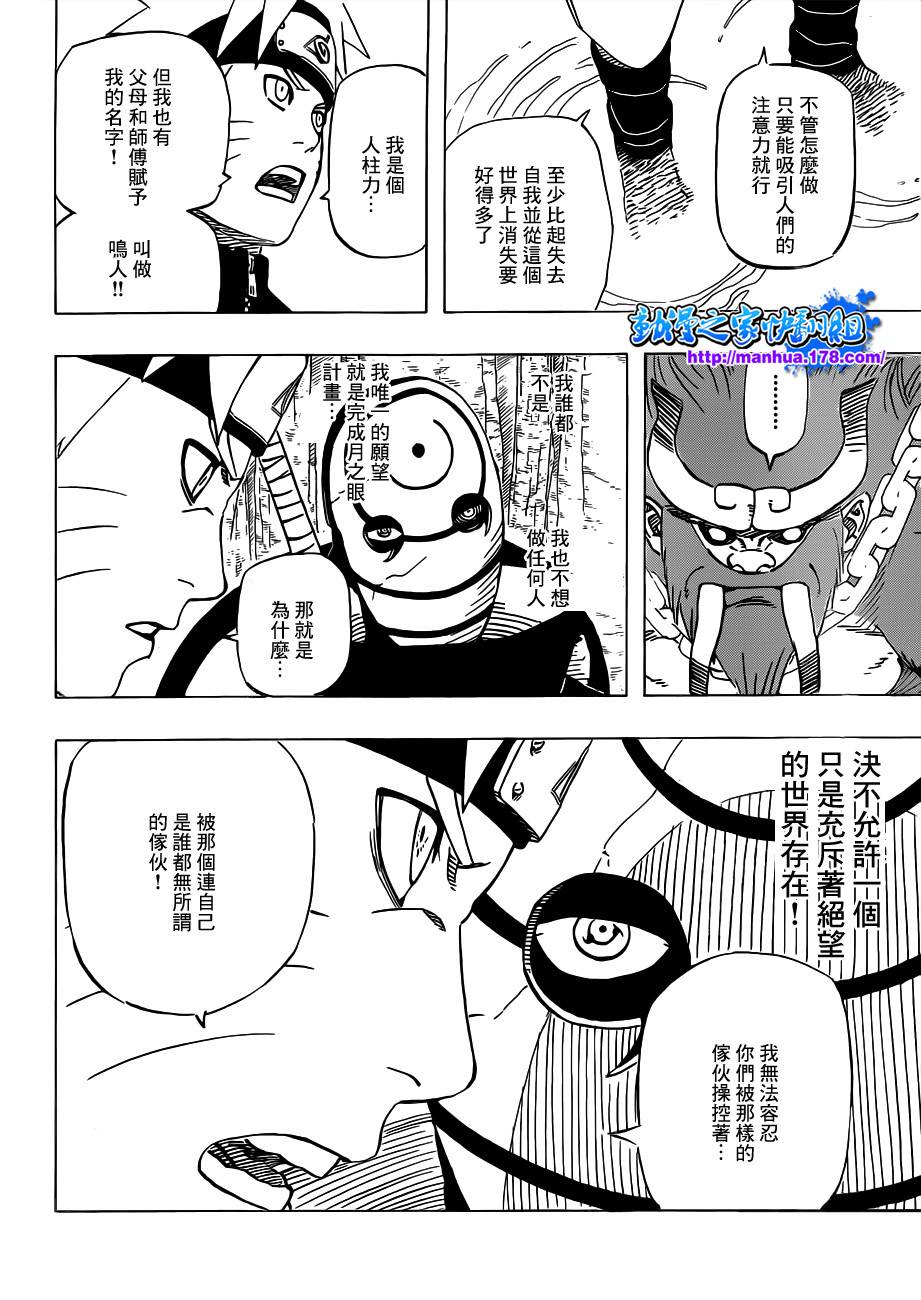 不管怎麼做
只要能吸引人們的
注意力就行
至少比起失去
自我並從這個
世界上消失要
好得多了
我是個
人柱力…
但我也有
父母和師傅賦予
我的名字！
叫做
鳴人!!
動漫之家快翻組
http://manhua.178.com/
………
我誰都
不是
我也不想
做任何人
我唯一的願望
就是完成月之眼
計畫…
那就是
為什麼…
決不允許一個
只是充斥著絕望
的世界存在！
我無法容忍
你們被那樣的
傢伙操控著…
被那個連自己
是誰都無所謂
的傢伙！